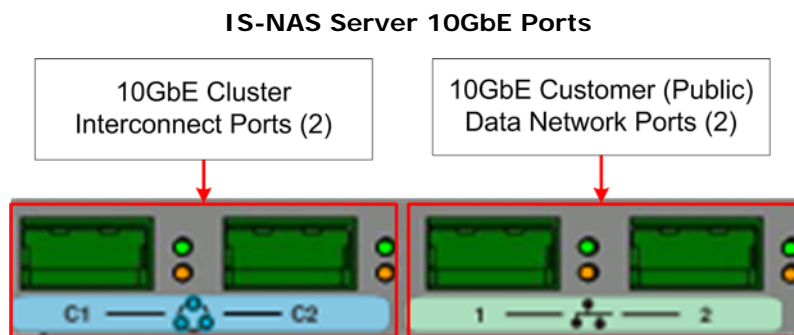 IS-NAS Server 10GbE Ports
10GbE Cluster
Interconnect Ports (2)
10GbE Customer (Public)
Data Network Ports (2)
C1
C2
1
2